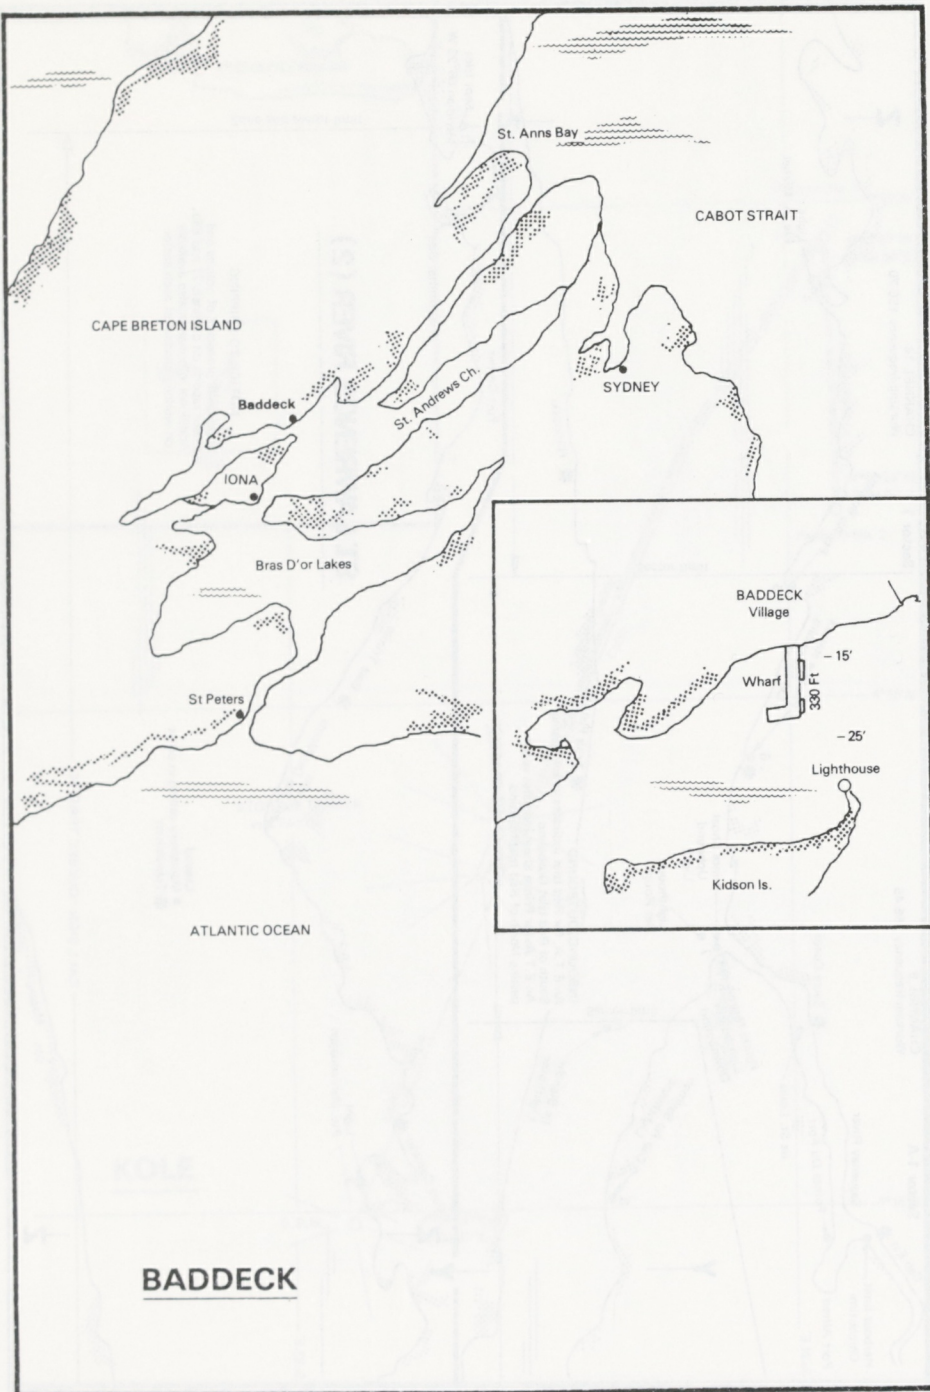 St. Anns Bay
CABOT STRAIT
CAPE BRETON ISLAND
SYDNEY
St. Andrews Ch.
Baddeck
IONA
Bras D'or Lakes
St Peters
BADDECK
Village
– 15'
Wharf
330 Ft
– 25'
Lighthouse
Kidson Is.
ATLANTIC OCEAN
BADDECK